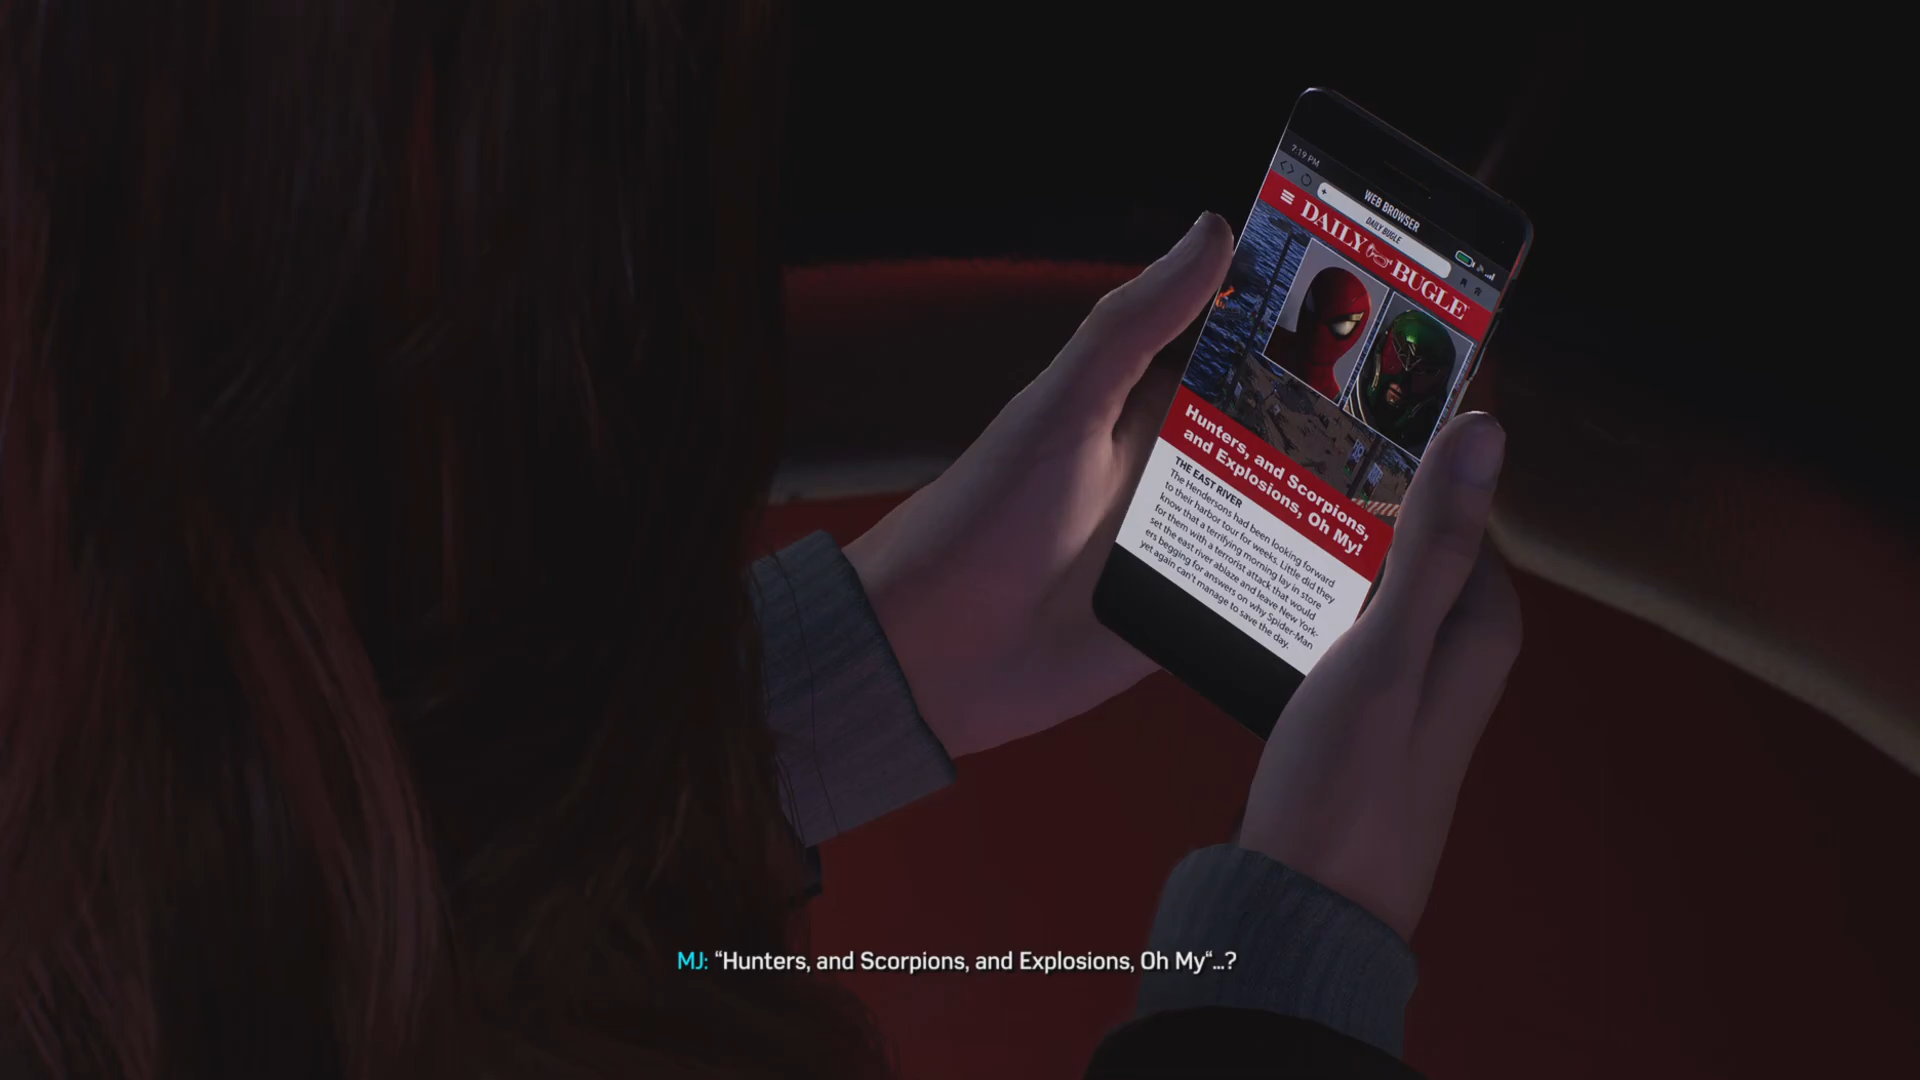 7:19 PM
WEB BROWSER
DAILY BUGLE
DAILY BUGLE
Hunters, and Scorpions,
and Explosions, Oh My!
THE EAST RIVER
The Hendersons had been looking forward
to their harbor tour for weeks. Little did they
know that a terrifying morning lay in store
for them with a terrorist attack that would
set the east river ablaze and leave New York-
ers begging for answers on why Spider-Man
yet again can't manage to save the day.
MJ: “Hunters, and Scorpions, and Explosions, Oh My“...?